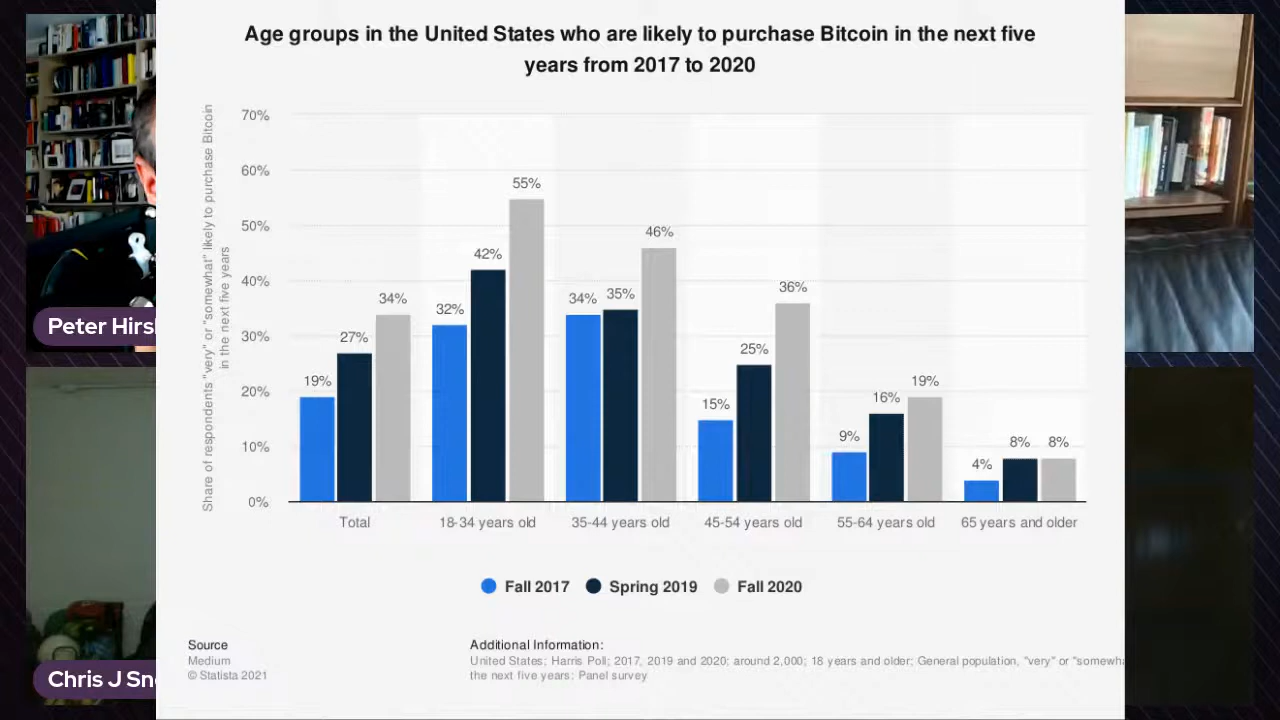 Age groups in the United States who are likely to purchase Bitcoin in the next five
years from 2017 to 2020
Share of respondents "very" or "somewhat" likely to purchase Bitcoin
in the next five years
70%
60%
50%
40%
30%
20%
10%
0%
19%
27%
34%
32%
42%
55%
34%
35%
46%
15%
25%
36%
9%
16%
19%
4%
8%
8%
Total
18-34 years old
35-44 years old
45-54 years old
55-64 years old
65 years and older
Fall 2017
Spring 2019
Fall 2020
Source
Medium
© Statista 2021
Additional Information:
United States; Harris Poll; 2017, 2019 and 2020; around 2,000; 18 years and older; General population, "very" or "somewha
the next five years; Panel survey
Peter Hirs
Chris J Sn